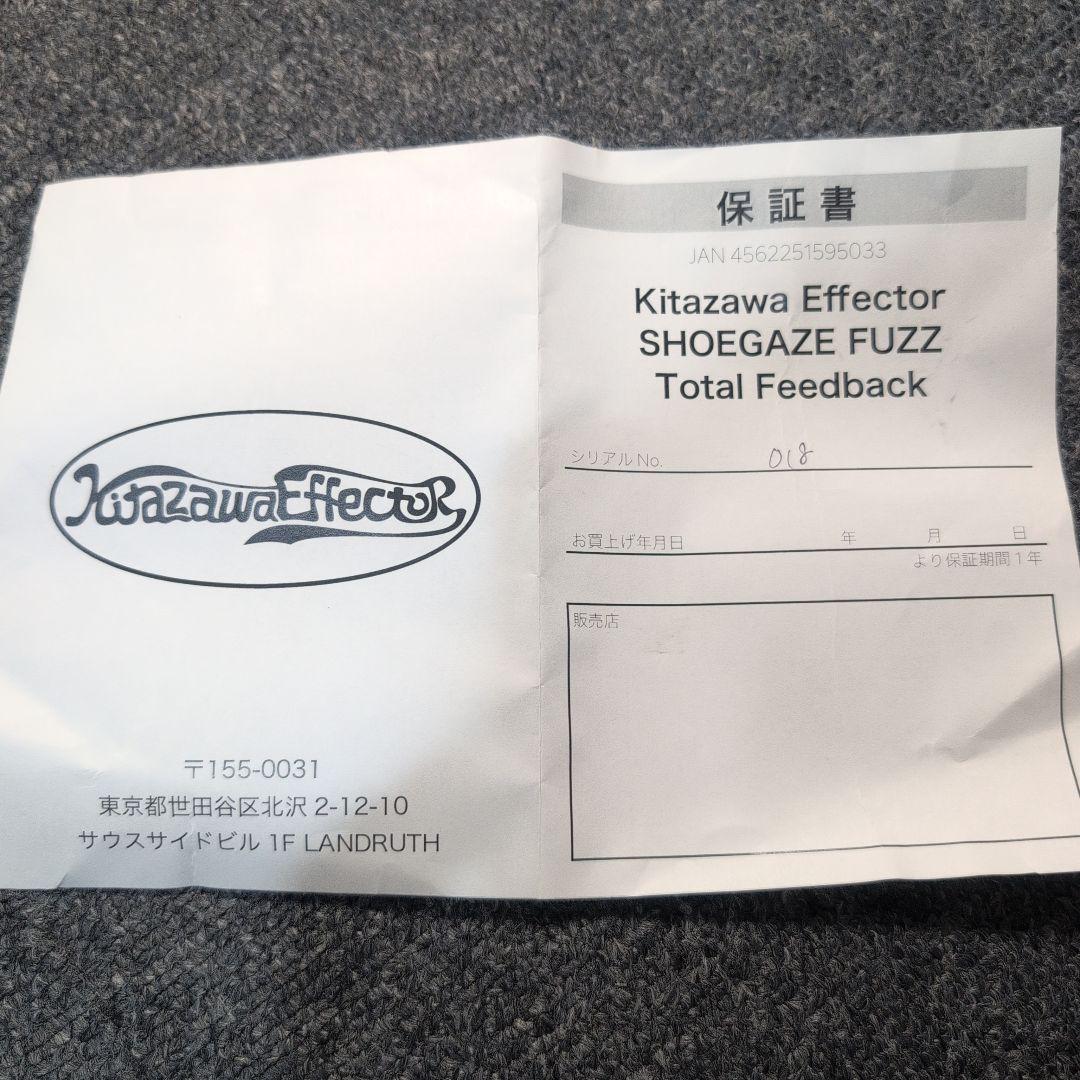 KitazawaEffector
〒155-0031
東京都世田谷区北沢 2-12-10
サウスサイドビル 1F LANDRUTH
保証書
JAN 4562251595033
Kitazawa Effector
SHOEGAZE FUZZ
Total Feedback
シリアルNo. 018
お買上げ年月日 年 月 日
より保証期間1年
販売店